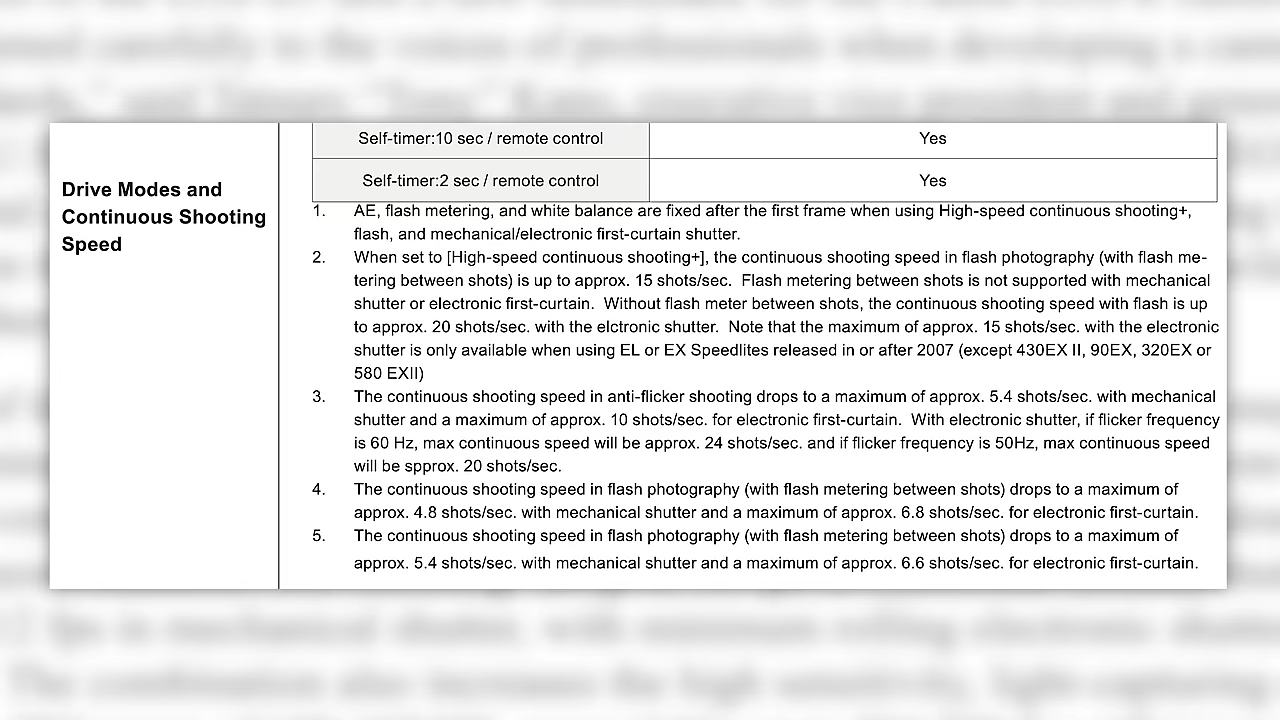 Self-timer:10 sec / remote control Yes
Self-timer:2 sec / remote control Yes
Drive Modes and
Continuous Shooting
Speed
1. AE, flash metering, and white balance are fixed after the first frame when using High-speed continuous shooting+,
flash, and mechanical/electronic first-curtain shutter.
2. When set to [High-speed continuous shooting+], the continuous shooting speed in flash photography (with flash me-
tering between shots) is up to approx. 15 shots/sec. Flash metering between shots is not supported with mechanical
shutter or electronic first-curtain. Without flash meter between shots, the continuous shooting speed with flash is up
to approx. 20 shots/sec. with the elctronic shutter. Note that the maximum of approx. 15 shots/sec. with the electronic
shutter is only available when using EL or EX Speedlites released in or after 2007 (except 430EX II, 90EX, 320EX or
580 EXII)
3. The continuous shooting speed in anti-flicker shooting drops to a maximum of approx. 5.4 shots/sec. with mechanical
shutter and a maximum of approx. 10 shots/sec. for electronic first-curtain. With electronic shutter, if flicker frequency
is 60 Hz, max continuous speed will be approx. 24 shots/sec. and if flicker frequency is 50Hz, max continuous speed
will be spprox. 20 shots/sec.
4. The continuous shooting speed in flash photography (with flash metering between shots) drops to a maximum of
approx. 4.8 shots/sec. with mechanical shutter and a maximum of approx. 6.8 shots/sec. for electronic first-curtain.
5. The continuous shooting speed in flash photography (with flash metering between shots) drops to a maximum of
approx. 5.4 shots/sec. with mechanical shutter and a maximum of approx. 6.6 shots/sec. for electronic first-curtain.